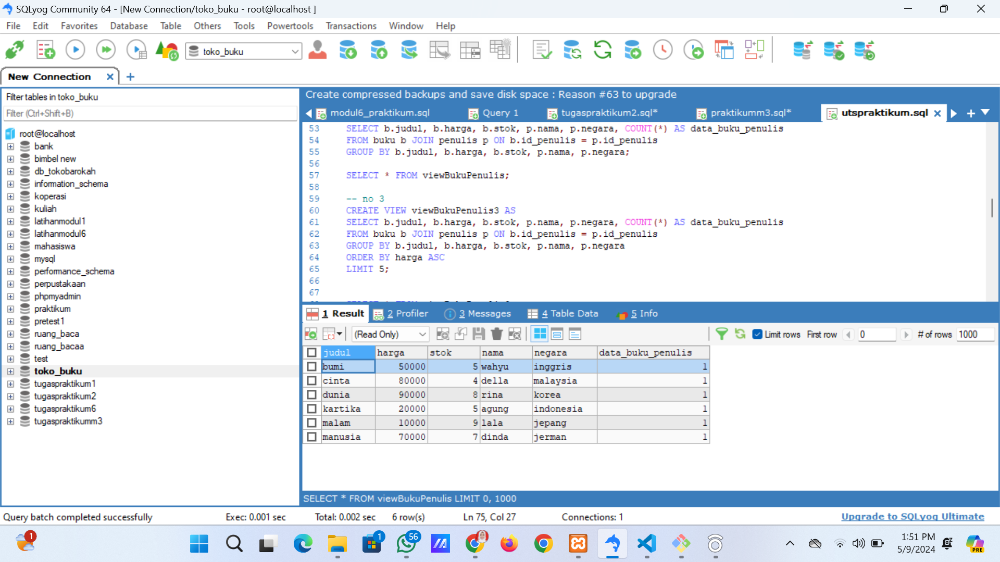 SQLyog Community 64 - [New Connection/toko_buku - root@localhost ]
File Edit Favorites Database Table Others Tools Powertools Transactions Window Help
toko_buku
New Connection
Filter tables in toko_buku
Filter (Ctrl+Shift+B)
root@localhost
bank
bimbel new
db_tokobarokah
information_schema
koperasi
kuliah
latihanmodul1
latihanmodul6
mahasiswa
mysql
performance_schema
perpustakaan
phpmyadmin
praktikum
pretest1
ruang_baca
ruang_bacaa
test
toko_buku
tugaspraktikum1
tugaspraktikum2
tugaspraktikum6
tugaspraktikumm3
Create compressed backups and save disk space : Reason #63 to upgrade
modul6_praktikum.sql Query 1 tugaspraktikum2.sql* praktikumm3.sql* utspraktikum.sql
53 SELECT b.judul, b.harga, b.stok, p.nama, p.negara, COUNT(*) AS data_buku_penulis
54 FROM buku b JOIN penulis p ON b.id_penulis = p.id_penulis
55 GROUP BY b.judul, b.harga, b.stok, p.nama, p.negara;
56
57 SELECT * FROM viewBukuPenulis;
58
59 -- no 3
60 CREATE VIEW viewBukuPenulis3 AS
61 SELECT b.judul, b.harga, b.stok, p.nama, p.negara, COUNT(*) AS data_buku_penulis
62 FROM buku b JOIN penulis p ON b.id_penulis = p.id_penulis
63 GROUP BY b.judul, b.harga, b.stok, p.nama, p.negara
64 ORDER BY harga ASC
65 LIMIT 5;
66
67
1 Result 2 Profiler 3 Messages 4 Table Data 5 Info
(Read Only) Limit rows First row 0 # of rows 1000
judul harga stok nama negara data_buku_penulis
bumi 50000 5 wahyu inggris 1
cinta 80000 4 della malaysia 1
dunia 90000 8 rina korea 1
kartika 20000 5 agung indonesia 1
malam 10000 9 lala jepang 1
manusia 70000 7 dinda jerman 1
SELECT * FROM viewBukuPenulis LIMIT 0, 1000
Query batch completed successfully Exec: 0.001 sec Total: 0.002 sec 6 row(s) Ln 75, Col 27 Connections: 1 Upgrade to SQLyog Ultimate
1 1 56 1:51 PM
5/9/2024 PRE